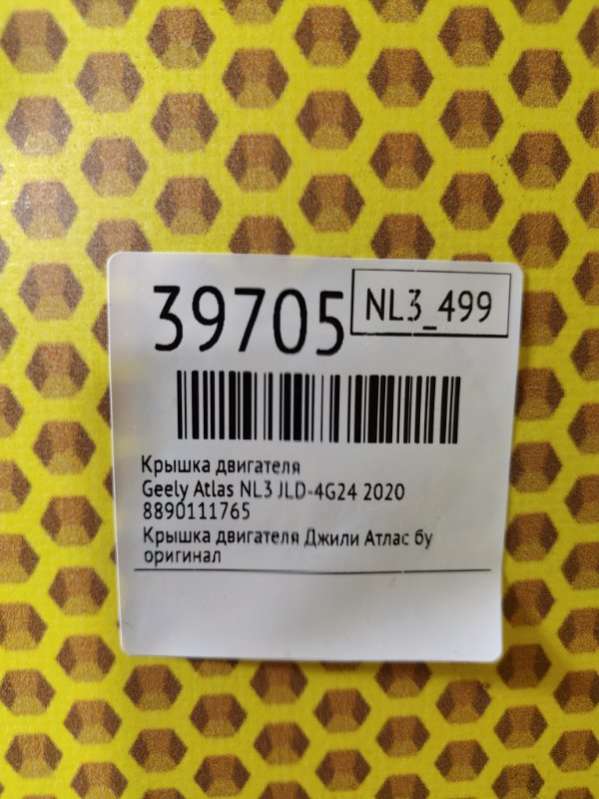 39705
NL3_499
Крышка двигателя
Geely Atlas NL3 JLD-4G24 2020
8890111765
Крышка двигателя Джили Атлас бу
оригинал